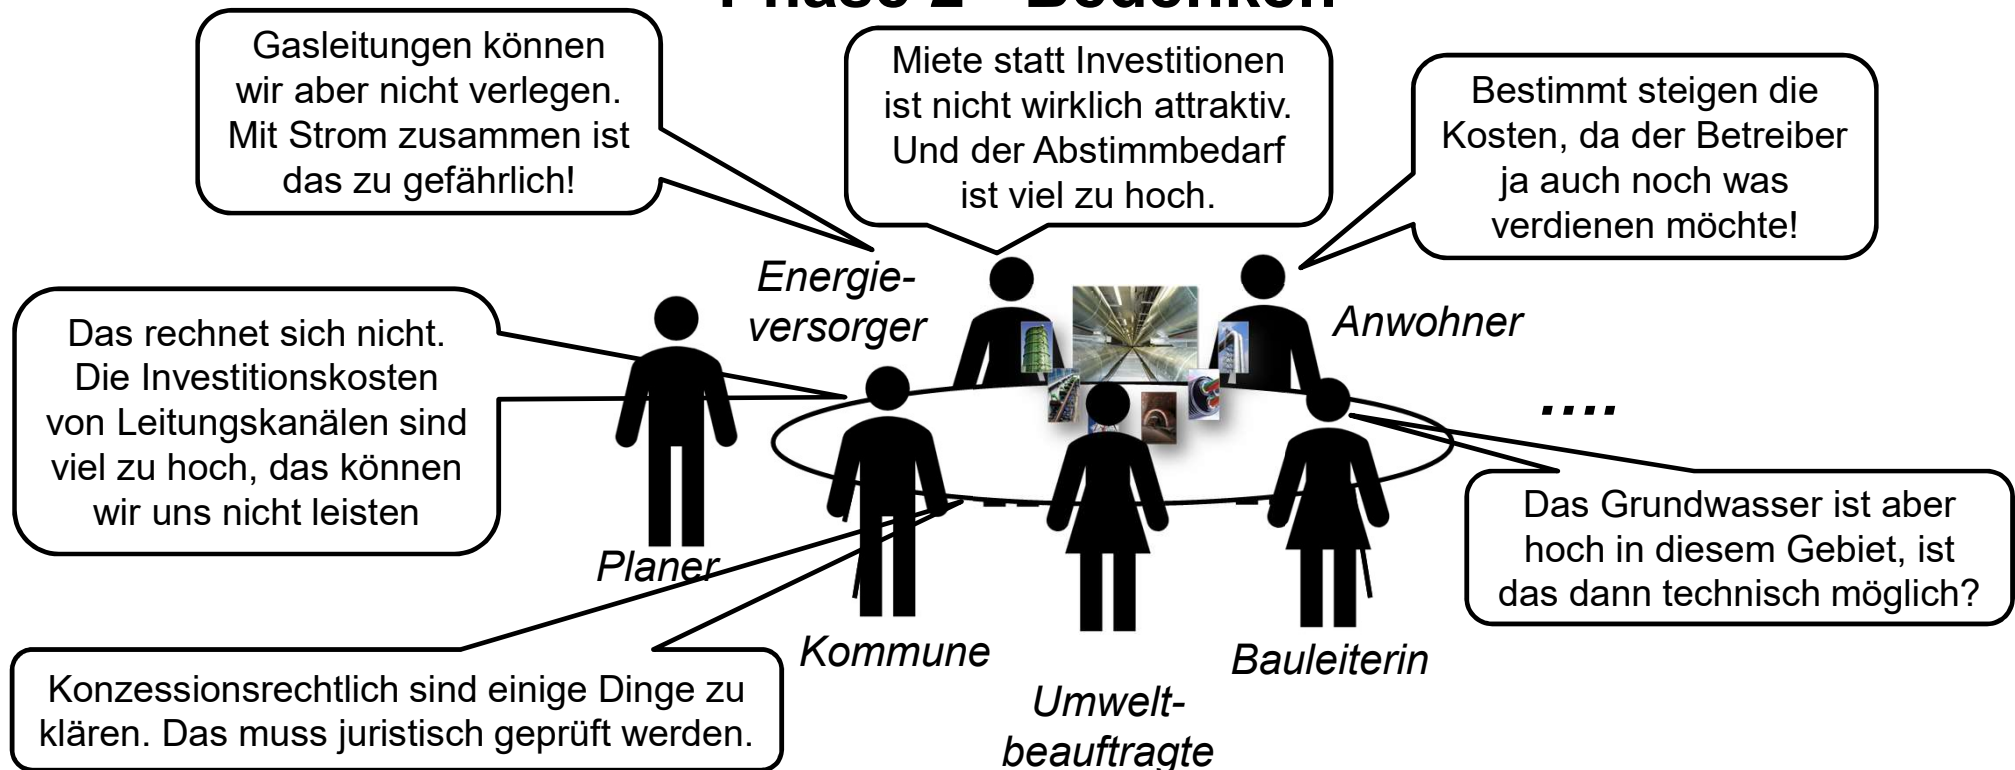 Phase 2 - Bedenken
Gasleitungen können
wir aber nicht verlegen.
Mit Strom zusammen ist
das zu gefährlich!
Miete statt Investitionen
ist nicht wirklich attraktiv.
Und der Abstimmbedarf
ist viel zu hoch.
Bestimmt steigen die
Kosten, da der Betreiber
ja auch noch was
verdienen möchte!
Energie-
versorger
Anwohner
Das rechnet sich nicht.
Die Investitionskosten
von Leitungskanälen sind
viel zu hoch, das können
wir uns nicht leisten
....
Das Grundwasser ist aber
hoch in diesem Gebiet, ist
das dann technisch möglich?
Planer
Kommune
Bauleiterin
Umwelt-
beauftragte
Konzessionsrechtlich sind einige Dinge zu
klären. Das muss juristisch geprüft werden.